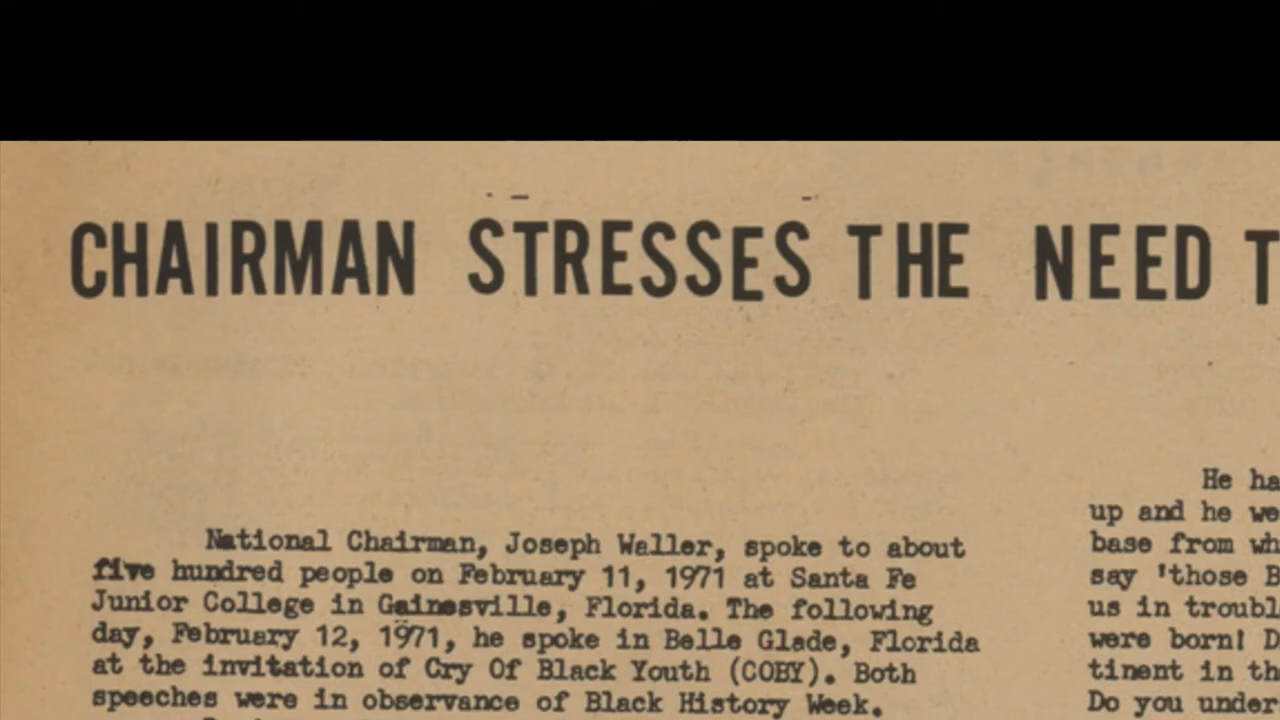 CHAIRMAN STRESSES THE NEED T
National Chairman, Joseph Waller, spoke to about
five hundred people on February 11, 1971 at Santa Fe
Junior College in Gainesville, Florida. The following
day, February 12, 1971, he spoke in Belle Glade, Florida
at the invitation of Cry Of Black Youth (COBY). Both
speeches were in observance of Black History Week.
He ha
up and he we
base from wh
say 'those B
us in troubl
were born! D
tinent in th
Do you under